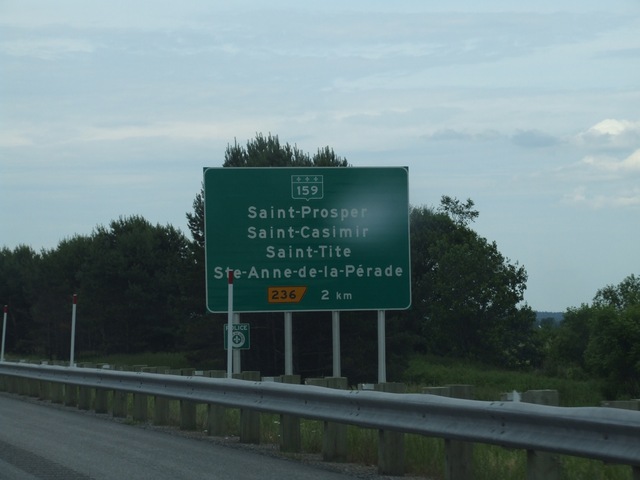 159
Saint-Prosper
Saint-Casimir
Saint-Tite
Ste-Anne-de-la-Pérade
236 2 km
POLICE